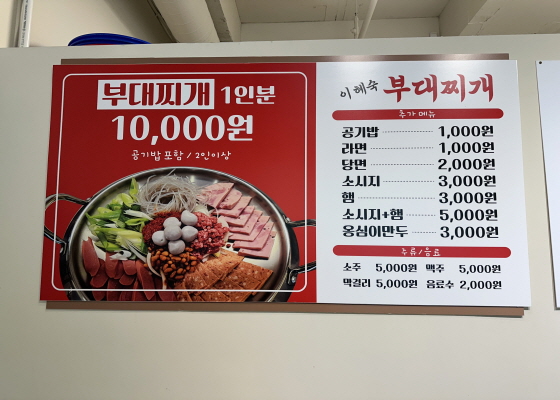 부대찌개 1인분
10,000원
공기밥 포함 / 2인이상
이혜숙 부대찌개
추가 메뉴
공기밥 1,000원
라면 1,000원
당면 2,000원
소시지 3,000원
햄 3,000원
소시지+햄 5,000원
옹심이만두 3,000원
주류/음료
소주 5,000원 맥주 5,000원
막걸리 5,000원 음료수 2,000원